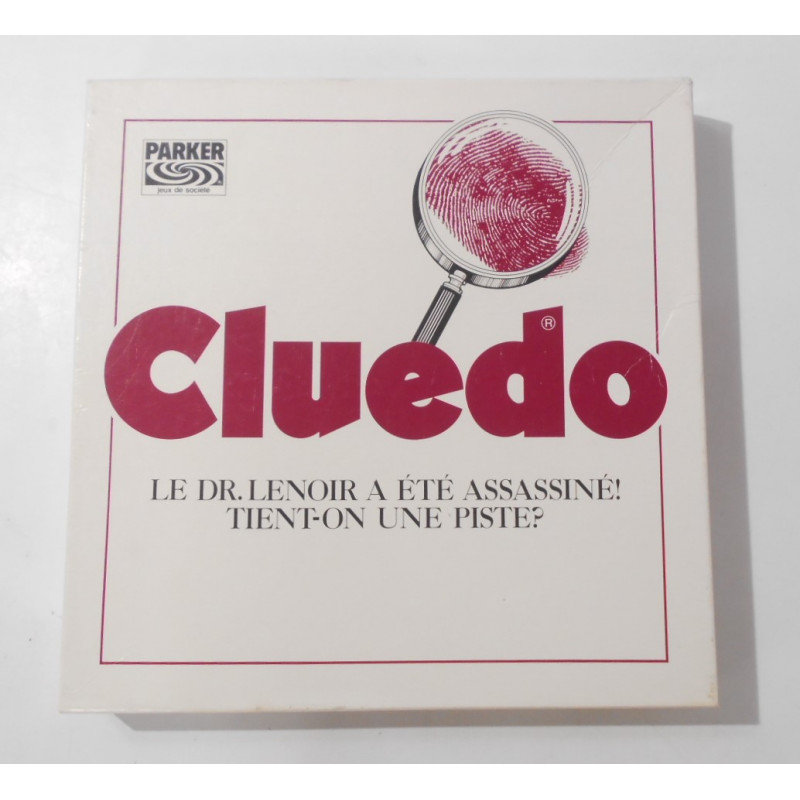 PARKER
jeux de société
Cluedo®
LE DR. LENOIR A ÉTÉ ASSASSINÉ!
TIENT-ON UNE PISTE?